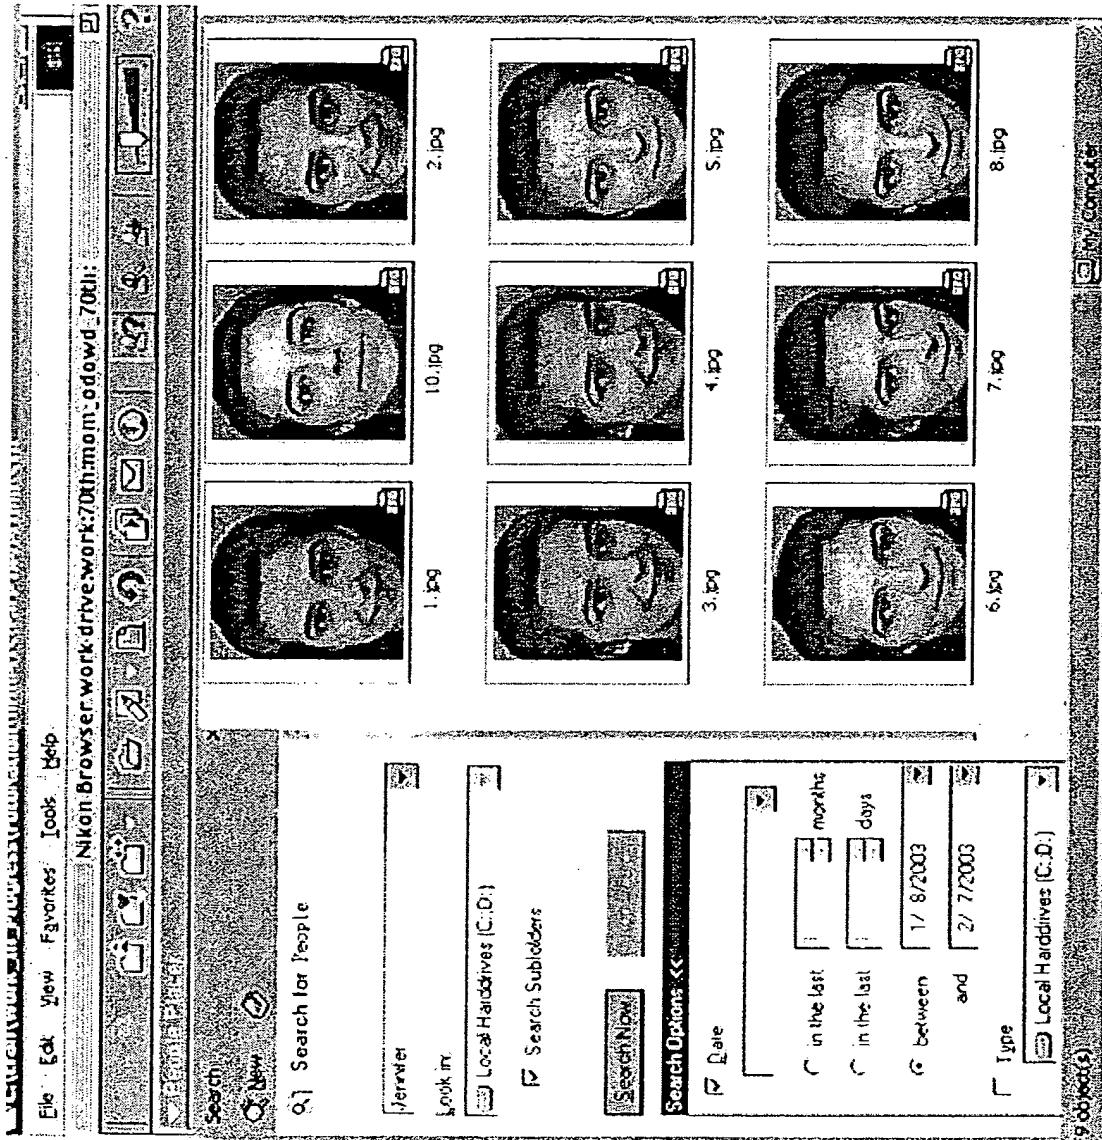 File Edit View Favorites Tools Help
Nikon Browser:work drive:work:70th:mom_odowd_70th:
Search
New
Search for People
Jennifer
Look in:
Local Harddrives (C:,D:)
Search Subfolders
Search Now
Search Options <<
Date
in the last months
in the last days
between 1/ 8/2003
and 2/ 7/2003
Type
Local Harddrives (C:,D:)
1.jpg 10.jpg 2.jpg
3.jpg 4.jpg 5.jpg
6.jpg 7.jpg 8.jpg
9 object(s) My Computer